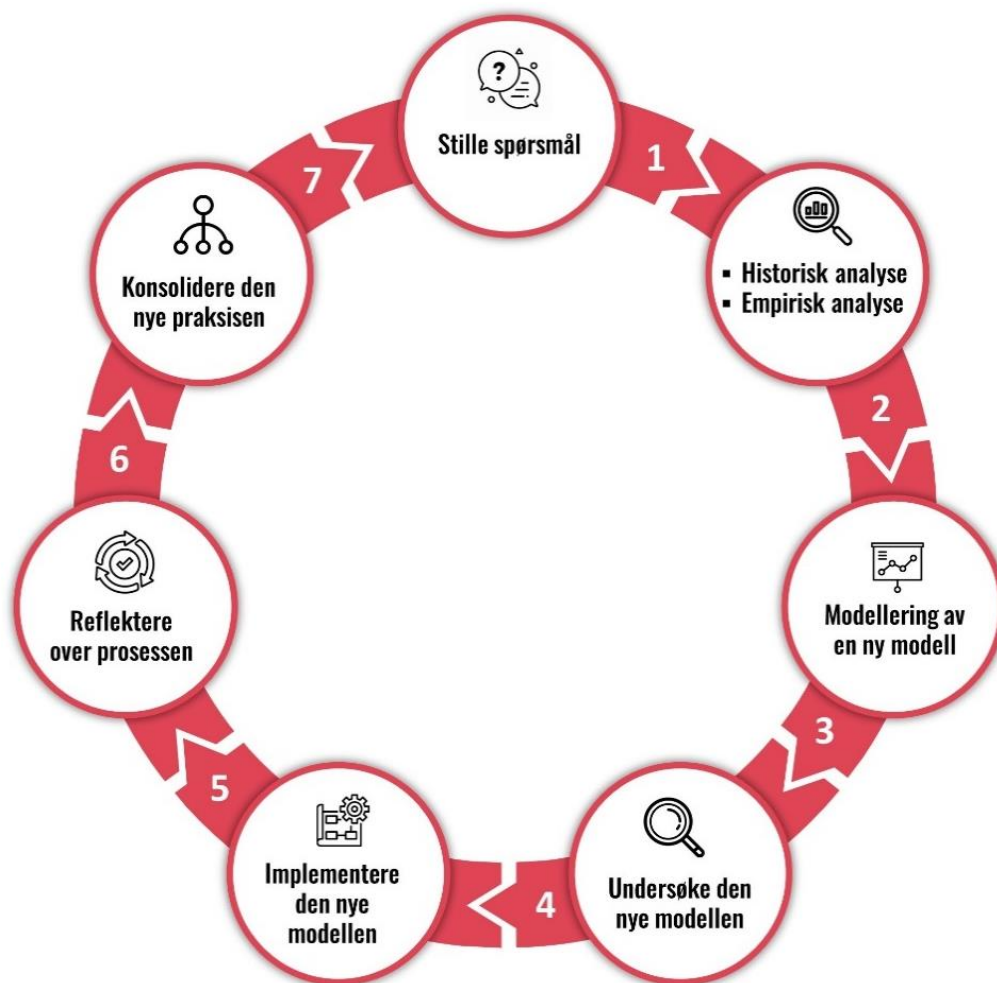 ?
Stille spørsmål
1
▪ Historisk analyse
▪ Empirisk analyse
2
Modellering av
en ny modell
3
Undersøke den
nye modellen
4
Implementere
den nye
modellen
5
Reflektere
over prosessen
6
Konsolidere den
nye praksisen
7